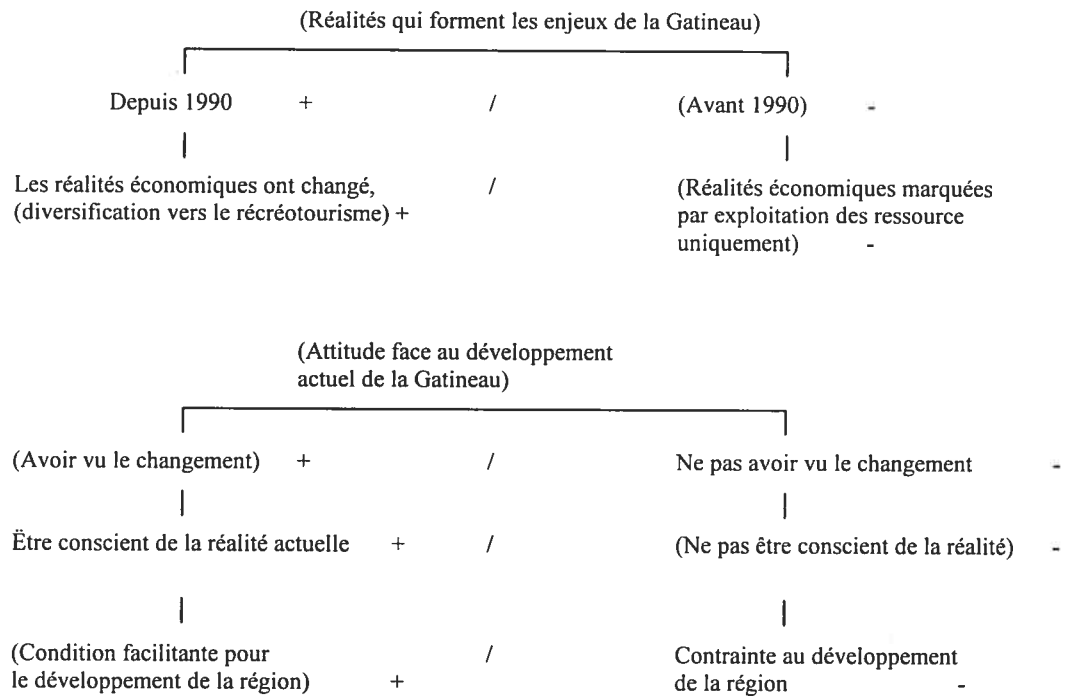 (Réalités qui forment les enjeux de la Gatineau)
Depuis 1990 + / (Avant 1990) -
Les réalités économiques ont changé, / (Réalités économiques marquées
(diversification vers le récréotourisme) + par exploitation des ressource
uniquement) -
(Attitude face au développement
actuel de la Gatineau)
(Avoir vu le changement) + / Ne pas avoir vu le changement -
Ëtre conscient de la réalité actuelle + / (Ne pas être conscient de la réalité) -
(Condition facilitante pour / Contrainte au développement
le développement de la région) + de la région -